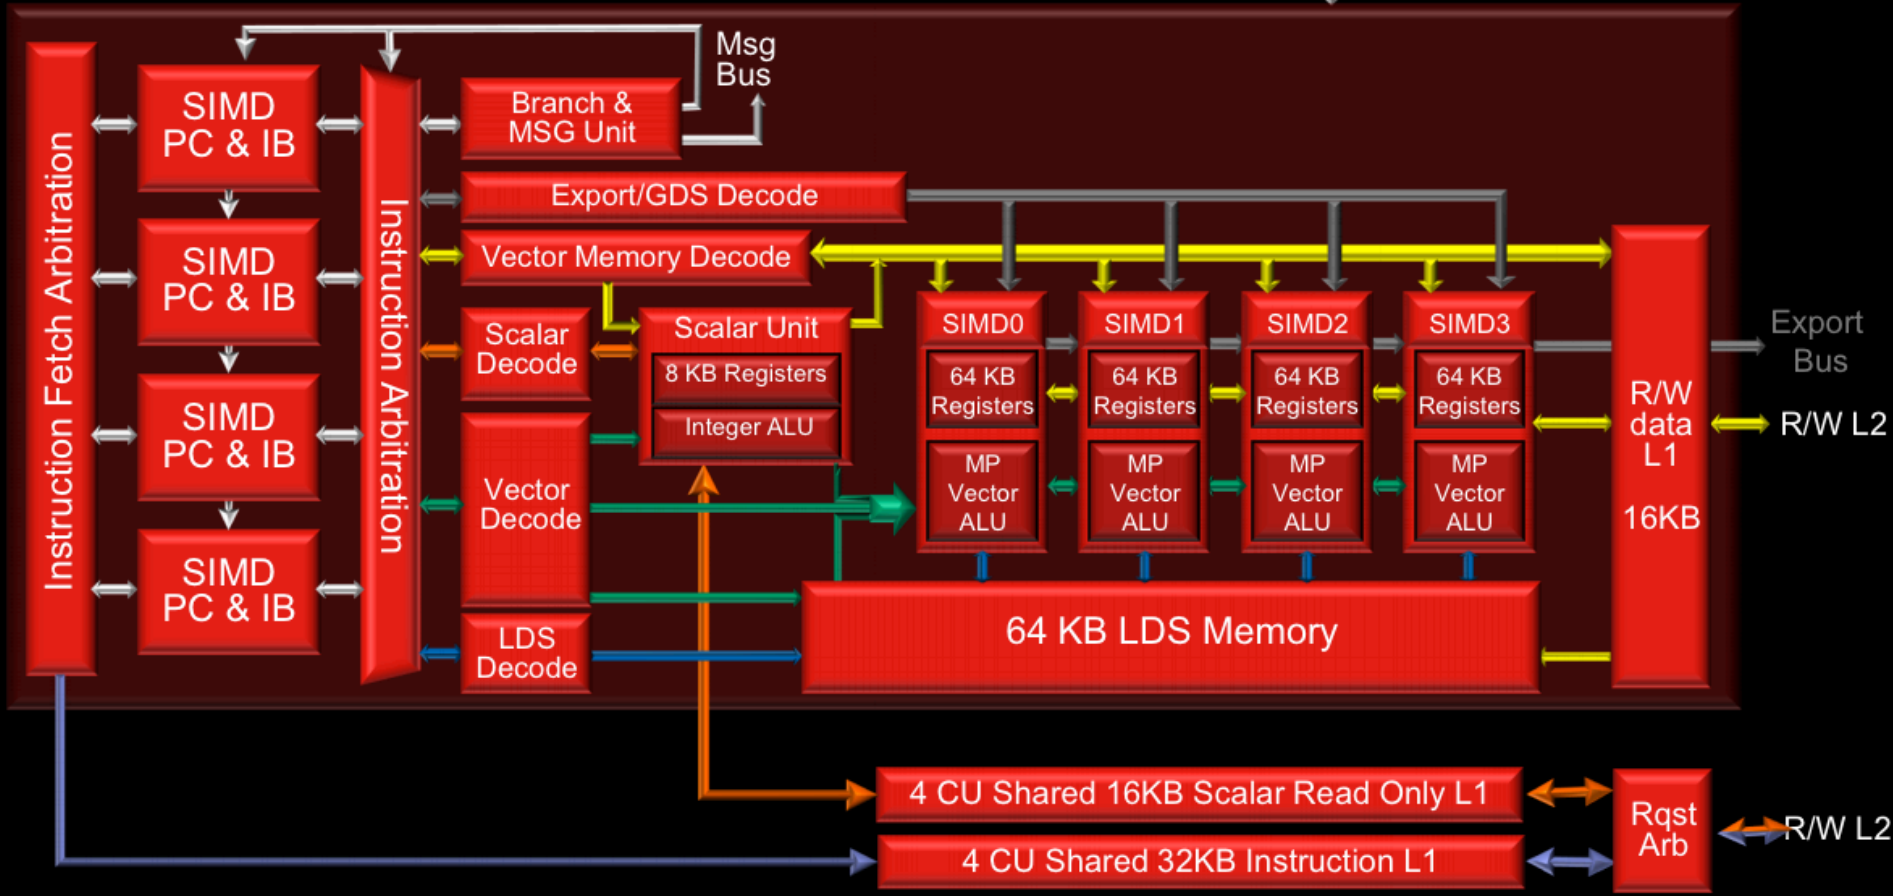 Instruction Fetch Arbitration
SIMD
PC & IB
SIMD
PC & IB
SIMD
PC & IB
SIMD
PC & IB
Instruction Arbitration
Msg
Bus
Branch &
MSG Unit
Export/GDS Decode
Vector Memory Decode
Scalar
Decode
Scalar Unit
8 KB Registers
Integer ALU
Vector
Decode
LDS
Decode
SIMD0
64 KB
Registers
MP
Vector
ALU
SIMD1
64 KB
Registers
MP
Vector
ALU
SIMD2
64 KB
Registers
MP
Vector
ALU
SIMD3
64 KB
Registers
MP
Vector
ALU
64 KB LDS Memory
R/W
data
L1
16KB
Export
Bus
R/W L2
4 CU Shared 16KB Scalar Read Only L1
4 CU Shared 32KB Instruction L1
Rqst
Arb
R/W L2